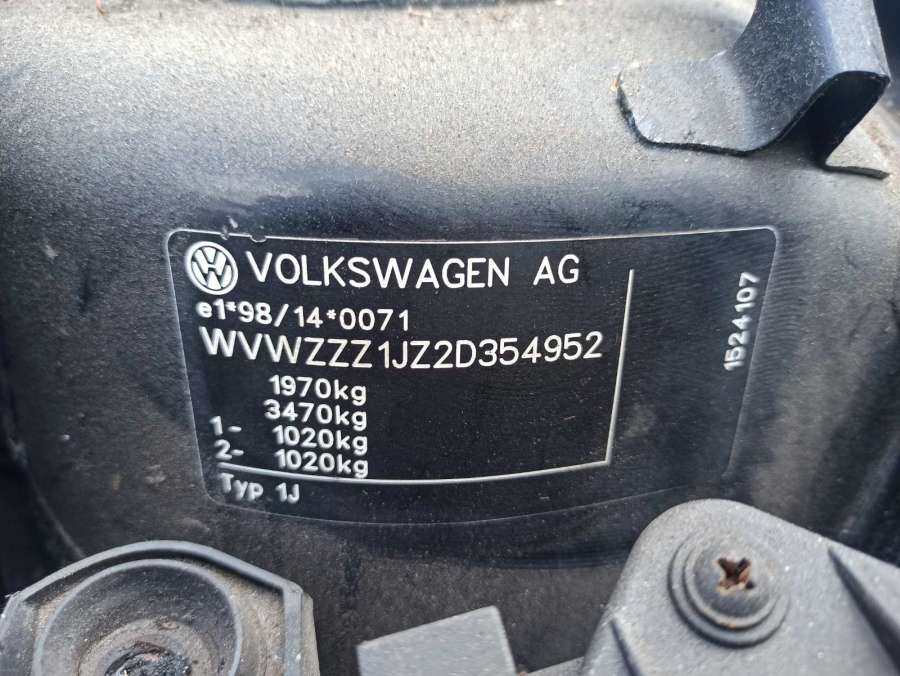 VOLKSWAGEN AG
e1*98/14*0071
WVWZZZ1JZ2D354952
1970kg
3470kg
1- 1020kg
2- 1020kg
Typ 1J
1524107